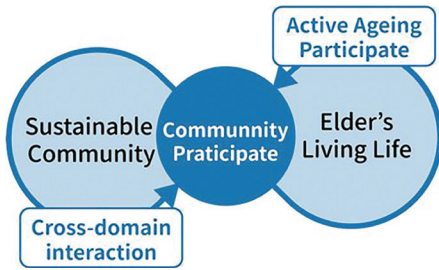 Active Ageing
Participate
Sustainable
Community
Communnity
Praticipate
Elder's
Living Life
Cross-domain
interaction